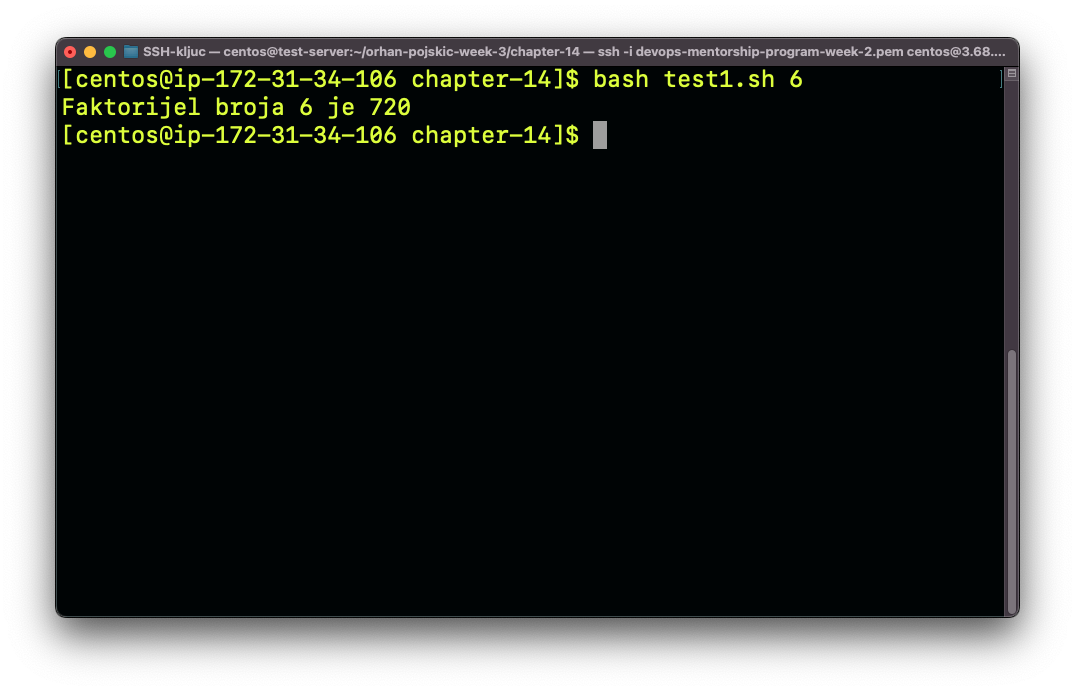 SSH-kljuc — centos@test-server:~/orhan-pojskic-week-3/chapter-14 — ssh -i devops-mentorship-program-week-2.pem centos@3.68....
[centos@ip-172-31-34-106 chapter-14]$ bash test1.sh 6
Faktorijel broja 6 je 720
[centos@ip-172-31-34-106 chapter-14]$